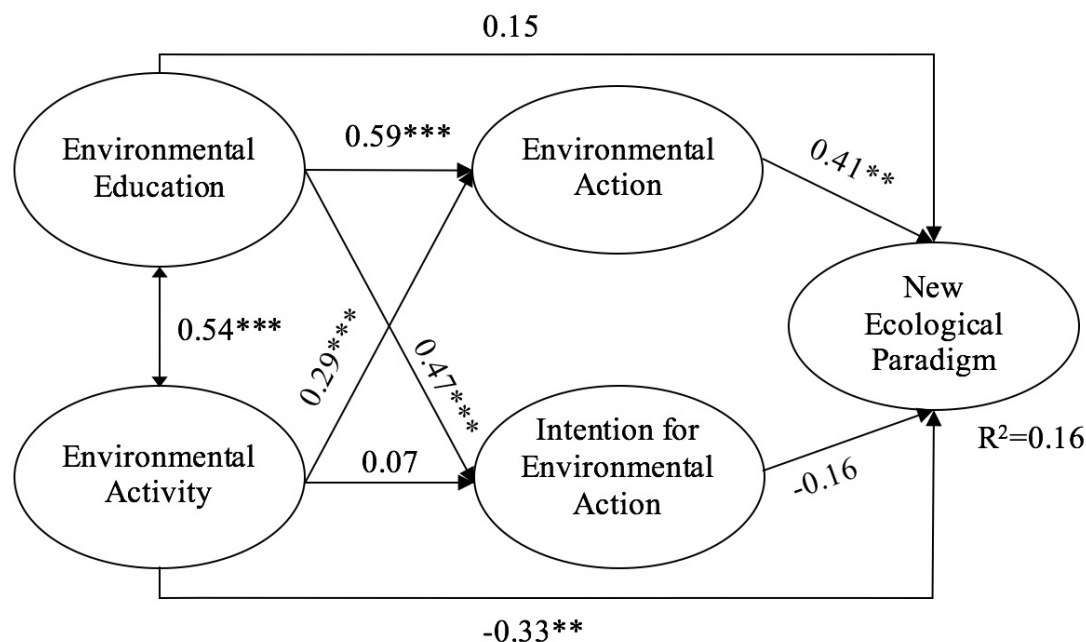 0.15
Environmental
Education
0.59***
Environmental
Action
0.41**
0.54***
0.29***
0.47***
New
Ecological
Paradigm
R²=0.16
Environmental
Activity
0.07
Intention for
Environmental
Action
-0.16
-0.33**